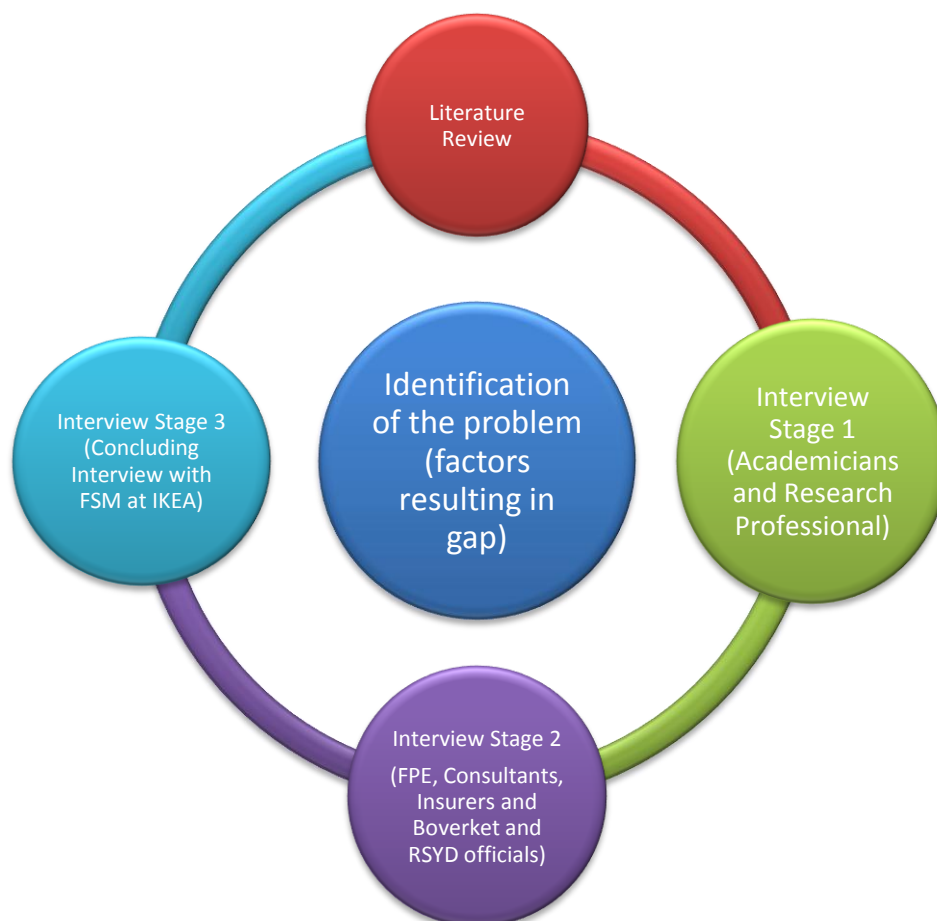 Literature
Review
Identification
of the problem
(factors
resulting in
gap)
Interview
Stage 1
(Academicians
and Research
Professional)
Interview Stage 2
(FPE, Consultants,
Insurers and
Boverket and
RSYD officials)
Interview Stage 3
(Concluding
Interview with
FSM at IKEA)